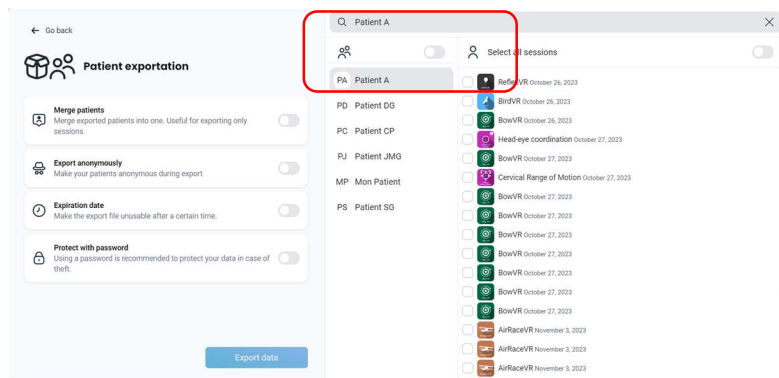 Go back
Patient exportation
Merge patients
Merge exported patients into one. Useful for exporting only
sessions.
Export anonymously
Make your patients anonymous during export
Expiration date
Make the export file unusable after a certain time.
Protect with password
Using a password is recommended to protect your data in case of
theft.
Export data
Patient A
PA Patient A
PD Patient DG
PC Patient CP
PJ Patient JMG
MP Mon Patient
PS Patient SG
Select all sessions
ReflexVR October 26, 2023
BirdVR October 26, 2023
BowVR October 26, 2023
Head-eye coordination October 27, 2023
BowVR October 27, 2023
Cervical Range of Motion October 27, 2023
BowVR October 27, 2023
BowVR October 27, 2023
BowVR October 27, 2023
BowVR October 27, 2023
BowVR October 27, 2023
BowVR October 27, 2023
BowVR October 27, 2023
AirRaceVR November 3, 2023
AirRaceVR November 3, 2023
AirRaceVR November 3, 2023